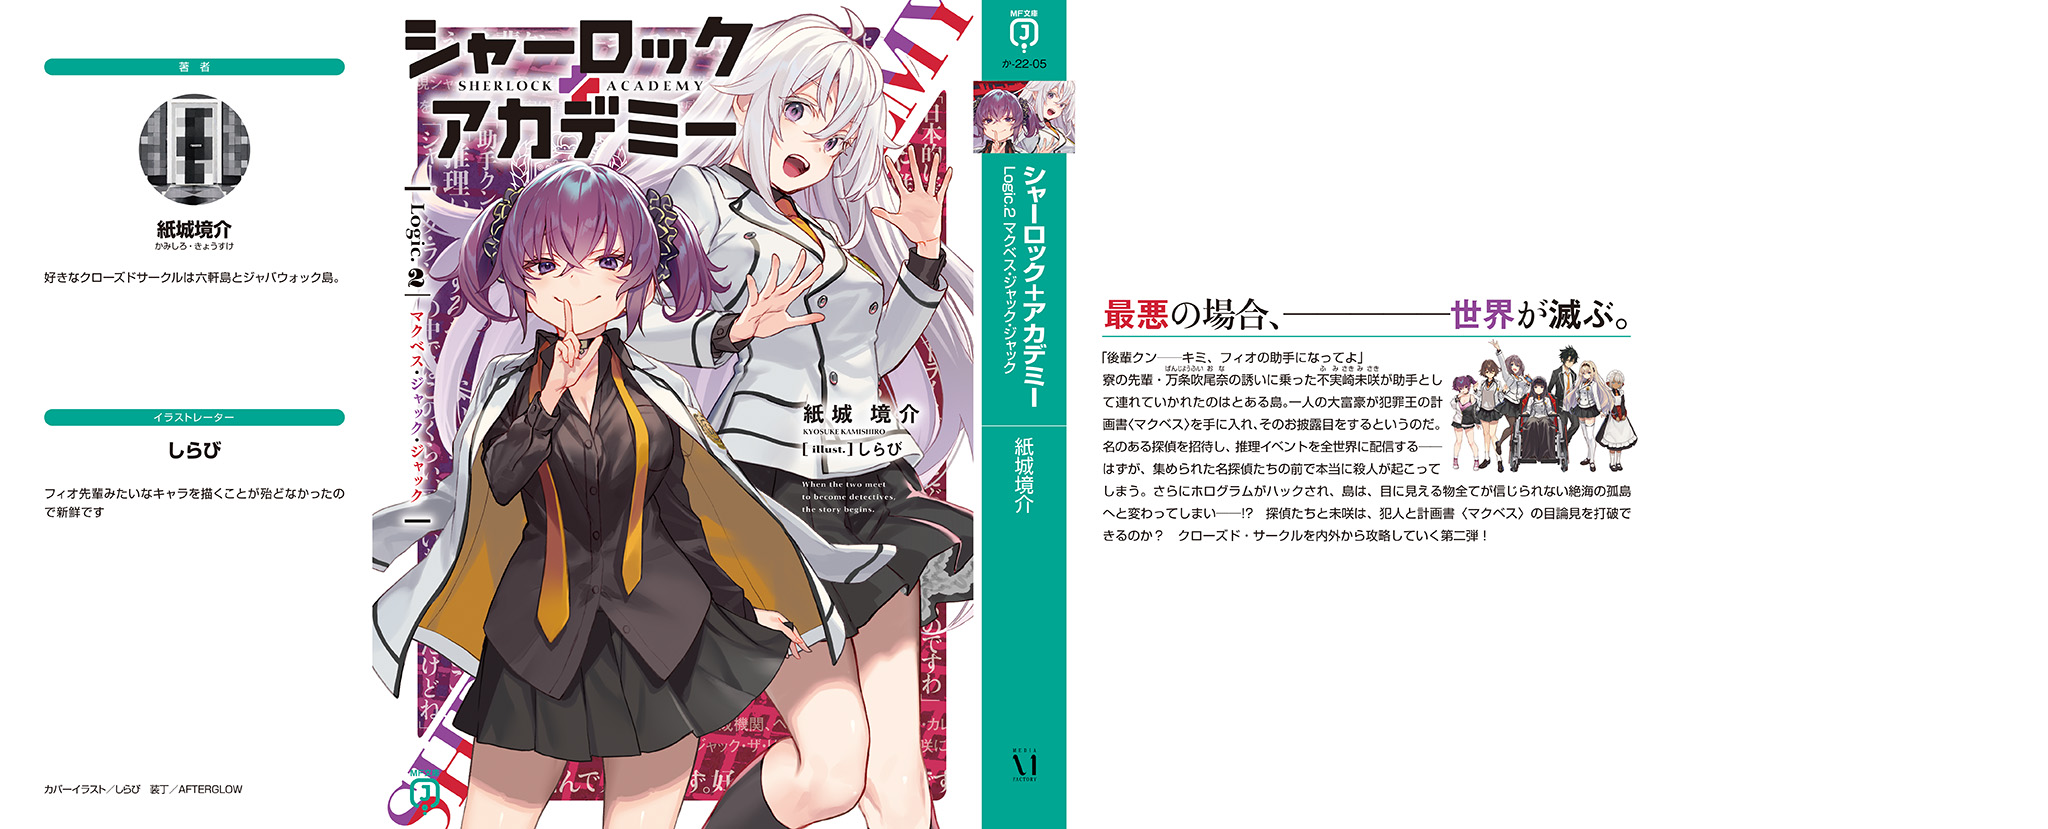 著 者
紙城境介
かみしろ・きょうすけ
好きなクローズドサークルは六軒島とジャバウォック島。
イラストレーター
しらび
フィオ先輩みたいなキャラを描くことが殆どなかったの
で新鮮です
カバーイラスト／しらび 装丁／AFTERGLOW
シャーロック
SHERLOCK + ACADEMY
アカデミー
Logic.2
マクベス・ジャック・ジャック
紙城 境介
KYOSUKE KAMISHIRO
[illust.]しらび
When the two meet
to become detectives,
the story begins.
MF文庫
J
MF文庫
J
か-22-05
シャーロック+アカデミー
Logic.2 マクベス・ジャック・ジャック
紙城境介
MEDIA
FACTORY
最悪の場合、―――世界が滅ぶ。
「後輩クン――キミ、フィオの助手になってよ」
ばんじょうふいおな ふみさきみさき
寮の先輩・万条吹尾奈の誘いに乗った不実崎未咲が助手とし
て連れていかれたのはとある島。一人の大富豪が犯罪王の計
画書〈マクベス〉を手に入れ、そのお披露目をするというのだ。
名のある探偵を招待し、推理イベントを全世界に配信する――
はずが、集められた名探偵たちの前で本当に殺人が起こって
しまう。さらにホログラムがハックされ、島は、目に見える物全てが信じられない絶海の孤島
へと変わってしまい――!? 探偵たちと未咲は、犯人と計画書〈マクベス〉の目論見を打破で
きるのか？ クローズド・サークルを内外から攻略していく第二弾！